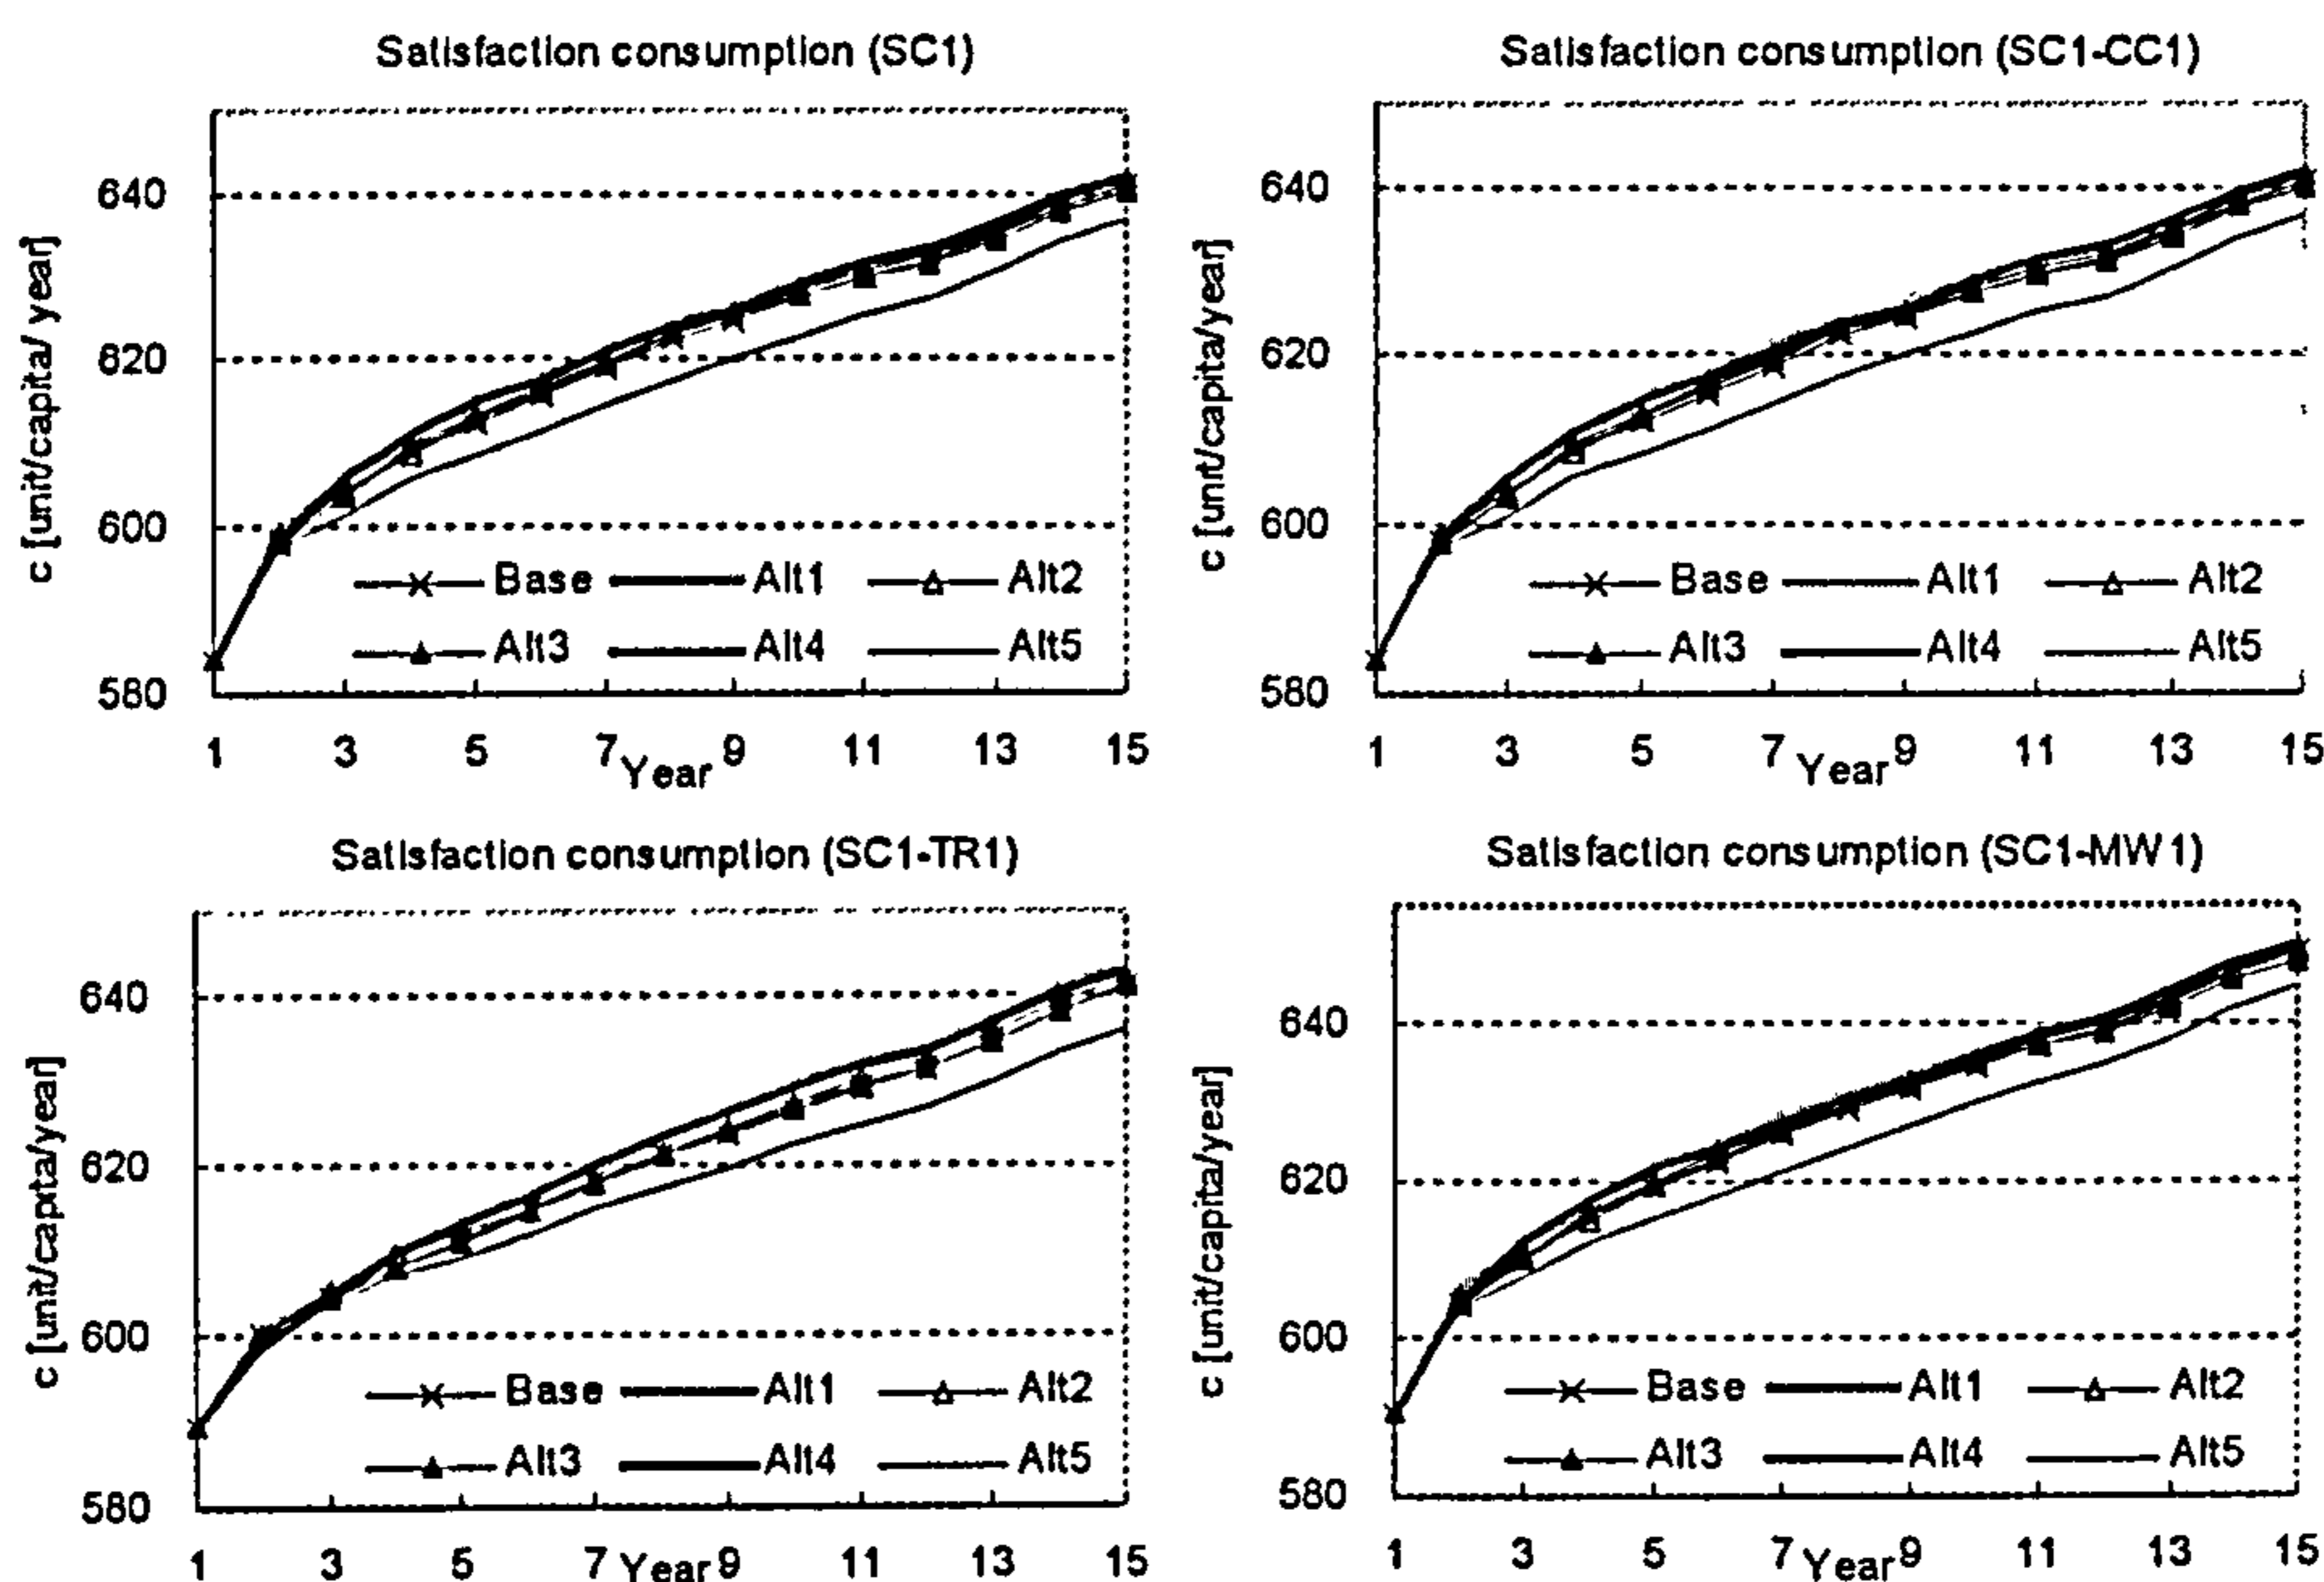 Satisfaction consumption (SC1)
c [unit/capita/ year]
640
620
600
580
Base Alt1 Alt2
Alt3 Alt4 Alt5
1 3 5 7 9 11 13 15
Year
Satisfaction consumption (SC1-CC1)
c [unit/capita/year]
640
620
600
580
Base Alt1 Alt2
Alt3 Alt4 Alt5
1 3 5 7 9 11 13 15
Year
Satisfaction consumption (SC1-TR1)
c [unit/capita/year]
640
620
600
580
Base Alt1 Alt2
Alt3 Alt4 Alt5
1 3 5 7 9 11 13 15
Year
Satisfaction consumption (SC1-MW1)
c [unit/capita/year]
640
620
600
580
Base Alt1 Alt2
Alt3 Alt4 Alt5
1 3 5 7 9 11 13 15
Year